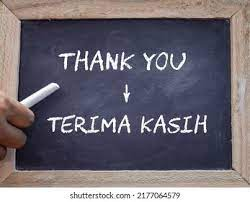 THANK YOU
↓
TERIMA KASIH
shutterstock.com · 2177064579